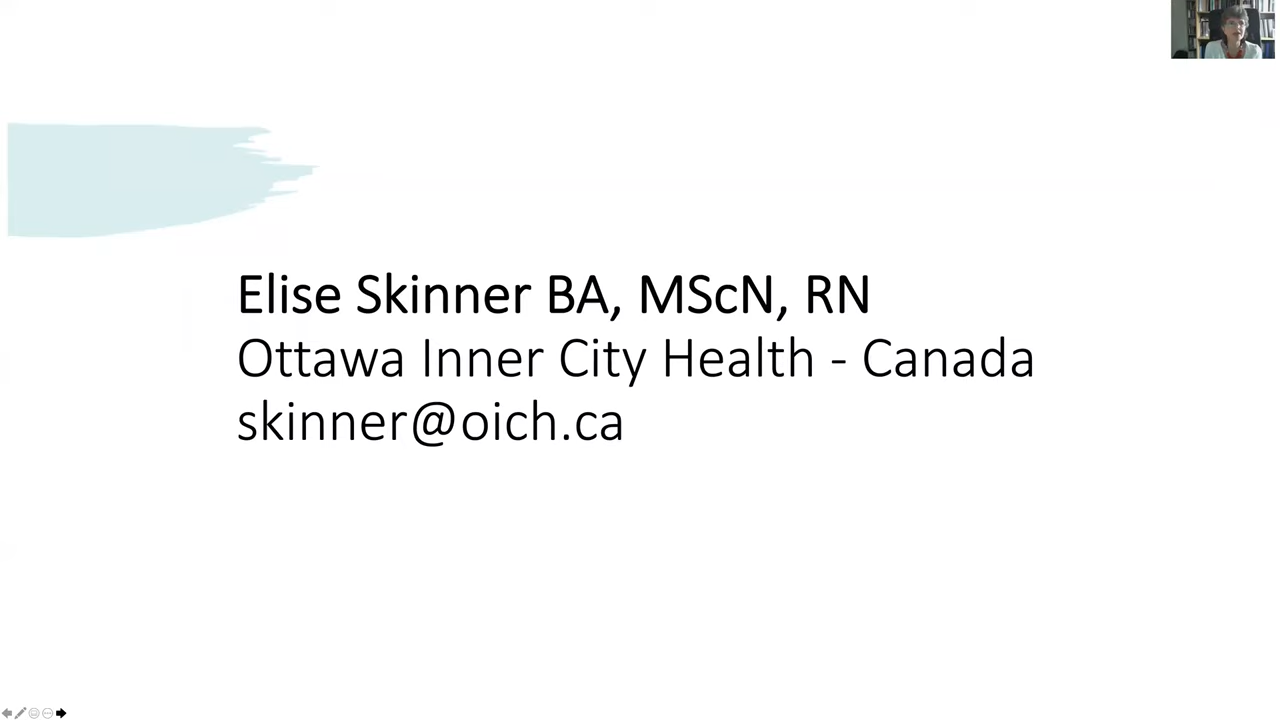 Elise Skinner BA, MScN, RN
Ottawa Inner City Health - Canada
skinner@oich.ca